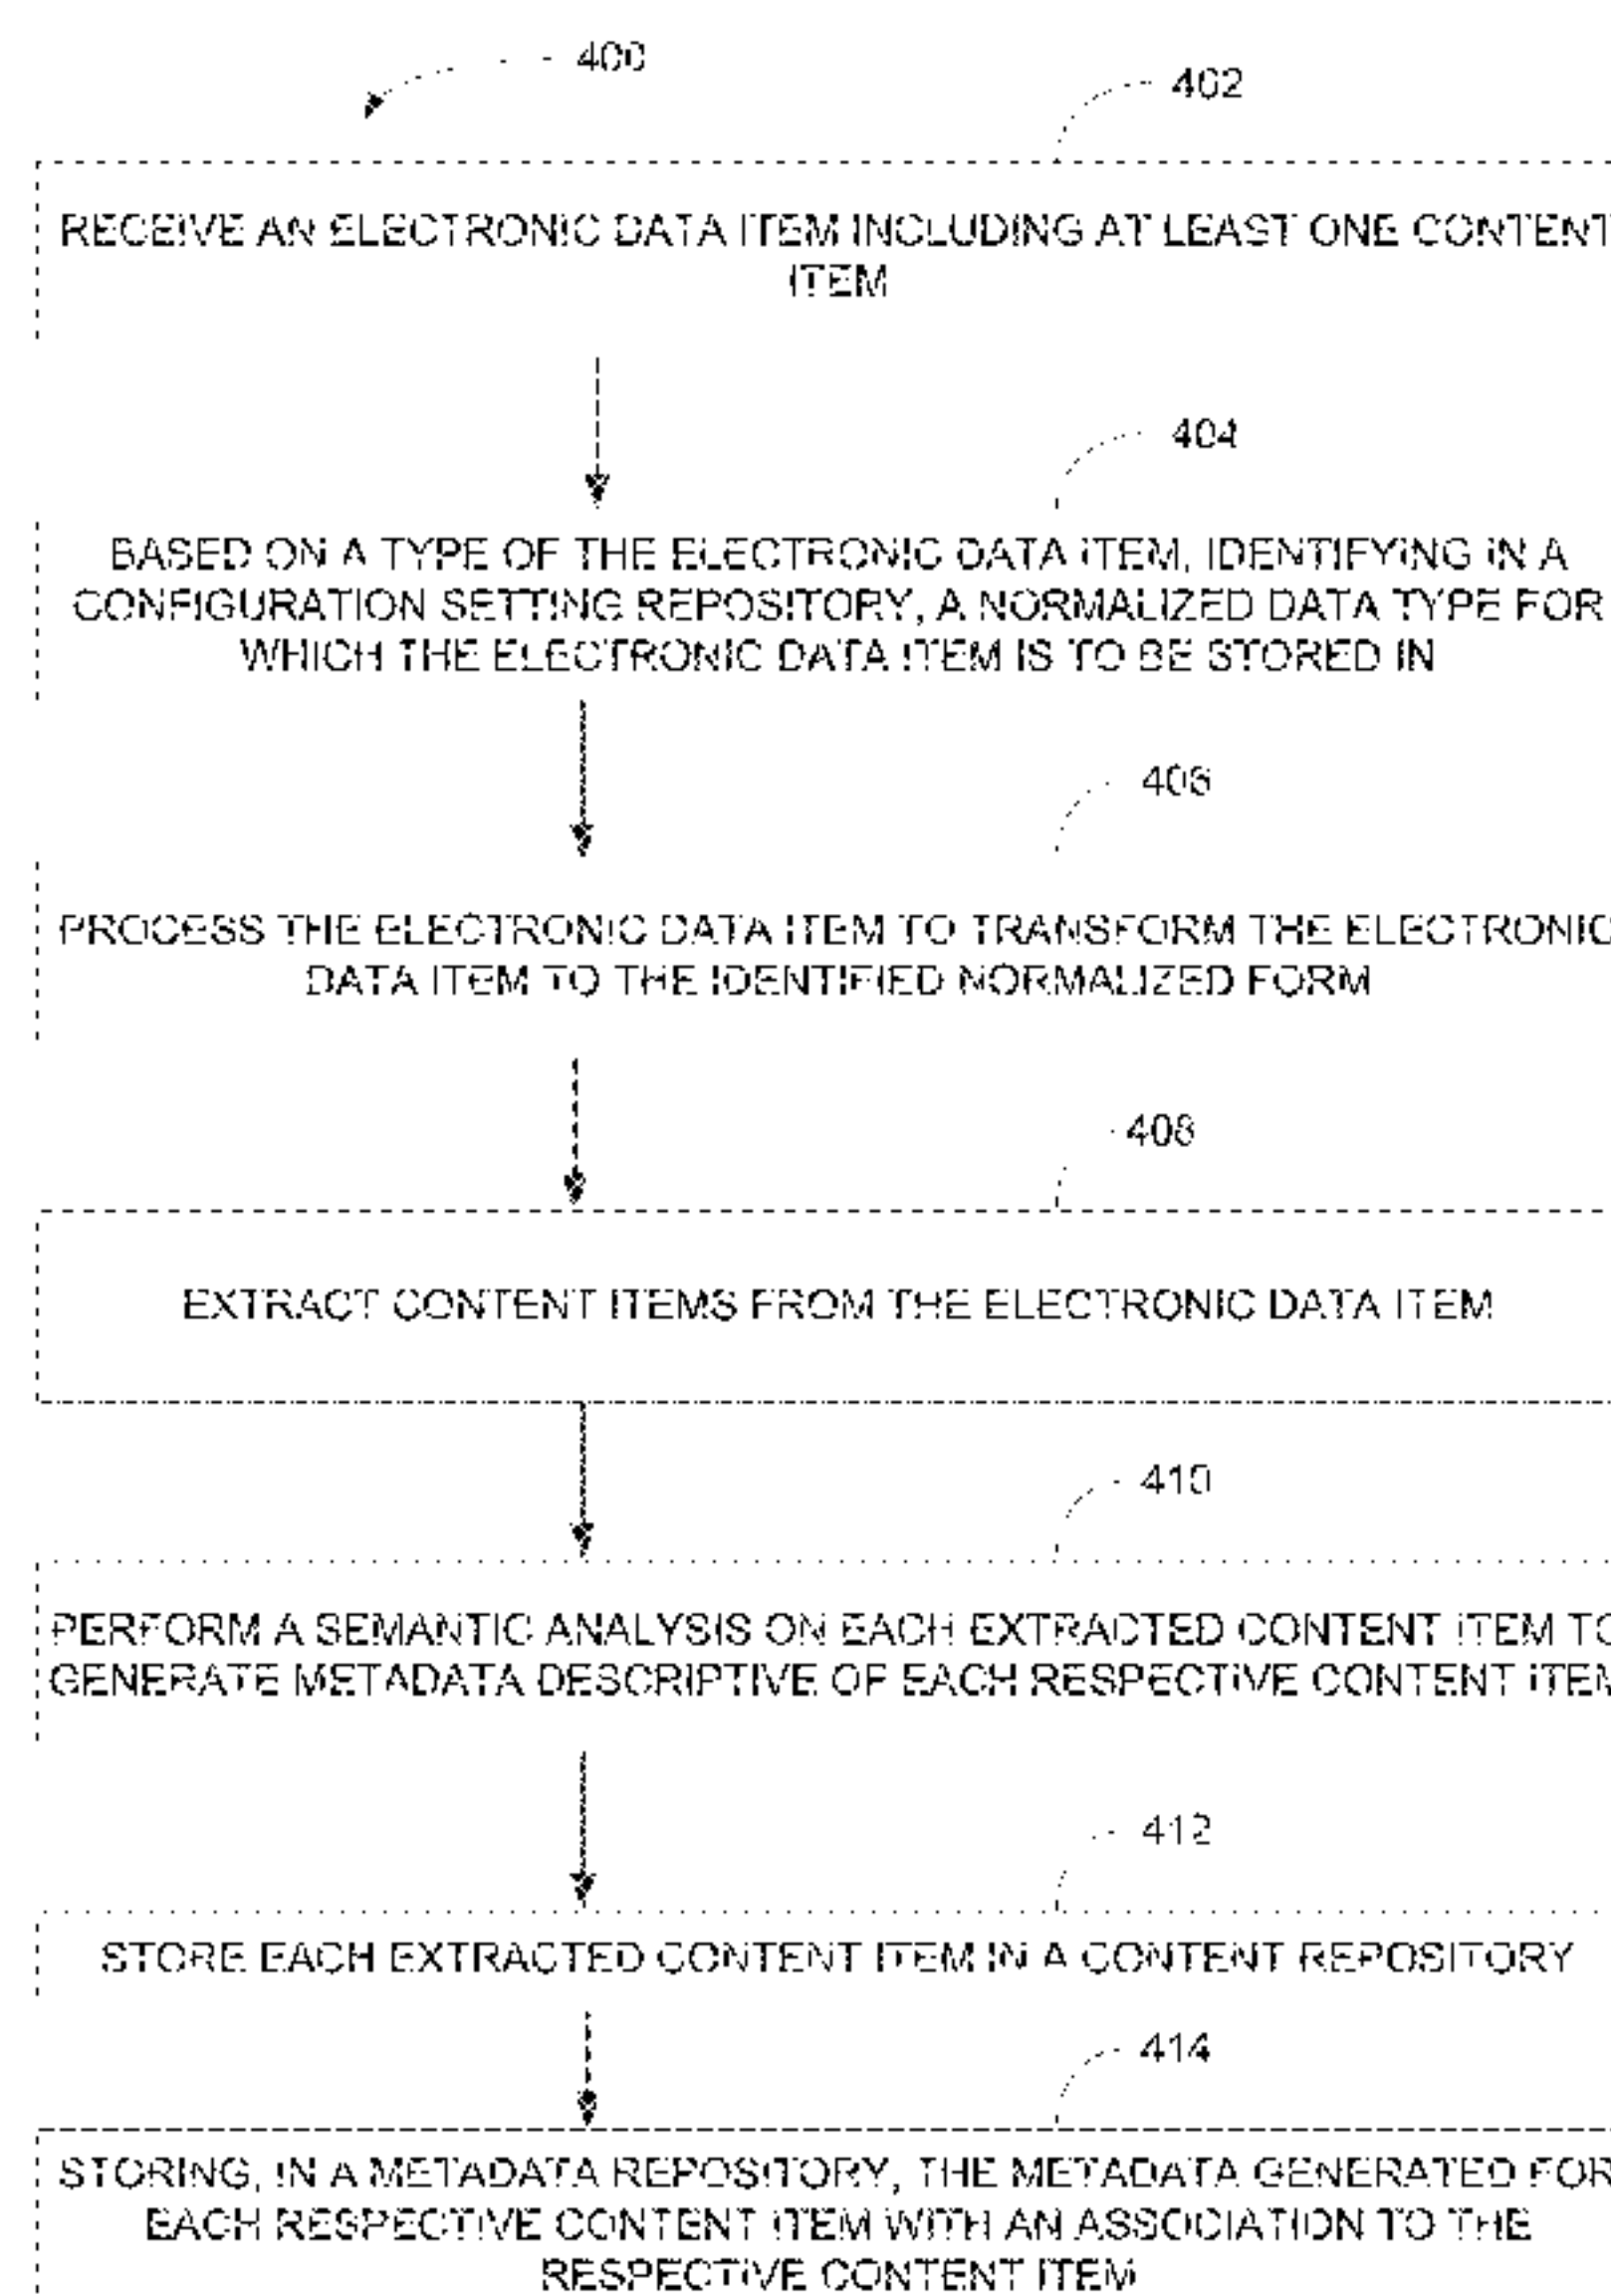 400
402
RECEIVE AN ELECTRONIC DATA ITEM INCLUDING AT LEAST ONE CONTENT
ITEM
404
BASED ON A TYPE OF THE ELECTRONIC DATA ITEM, IDENTIFYING IN A
CONFIGURATION SETTING REPOSITORY, A NORMALIZED DATA TYPE FOR
WHICH THE ELECTRONIC DATA ITEM IS TO BE STORED IN
406
PROCESS THE ELECTRONIC DATA ITEM TO TRANSFORM THE ELECTRONIC
DATA ITEM TO THE IDENTIFIED NORMALIZED FORM
408
EXTRACT CONTENT ITEMS FROM THE ELECTRONIC DATA ITEM
410
PERFORM A SEMANTIC ANALYSIS ON EACH EXTRACTED CONTENT ITEM TO
GENERATE METADATA DESCRIPTIVE OF EACH RESPECTIVE CONTENT ITEM
412
STORE EACH EXTRACTED CONTENT ITEM IN A CONTENT REPOSITORY
414
STORING, IN A METADATA REPOSITORY, THE METADATA GENERATED FOR
EACH RESPECTIVE CONTENT ITEM WITH AN ASSOCIATION TO THE
RESPECTIVE CONTENT ITEM